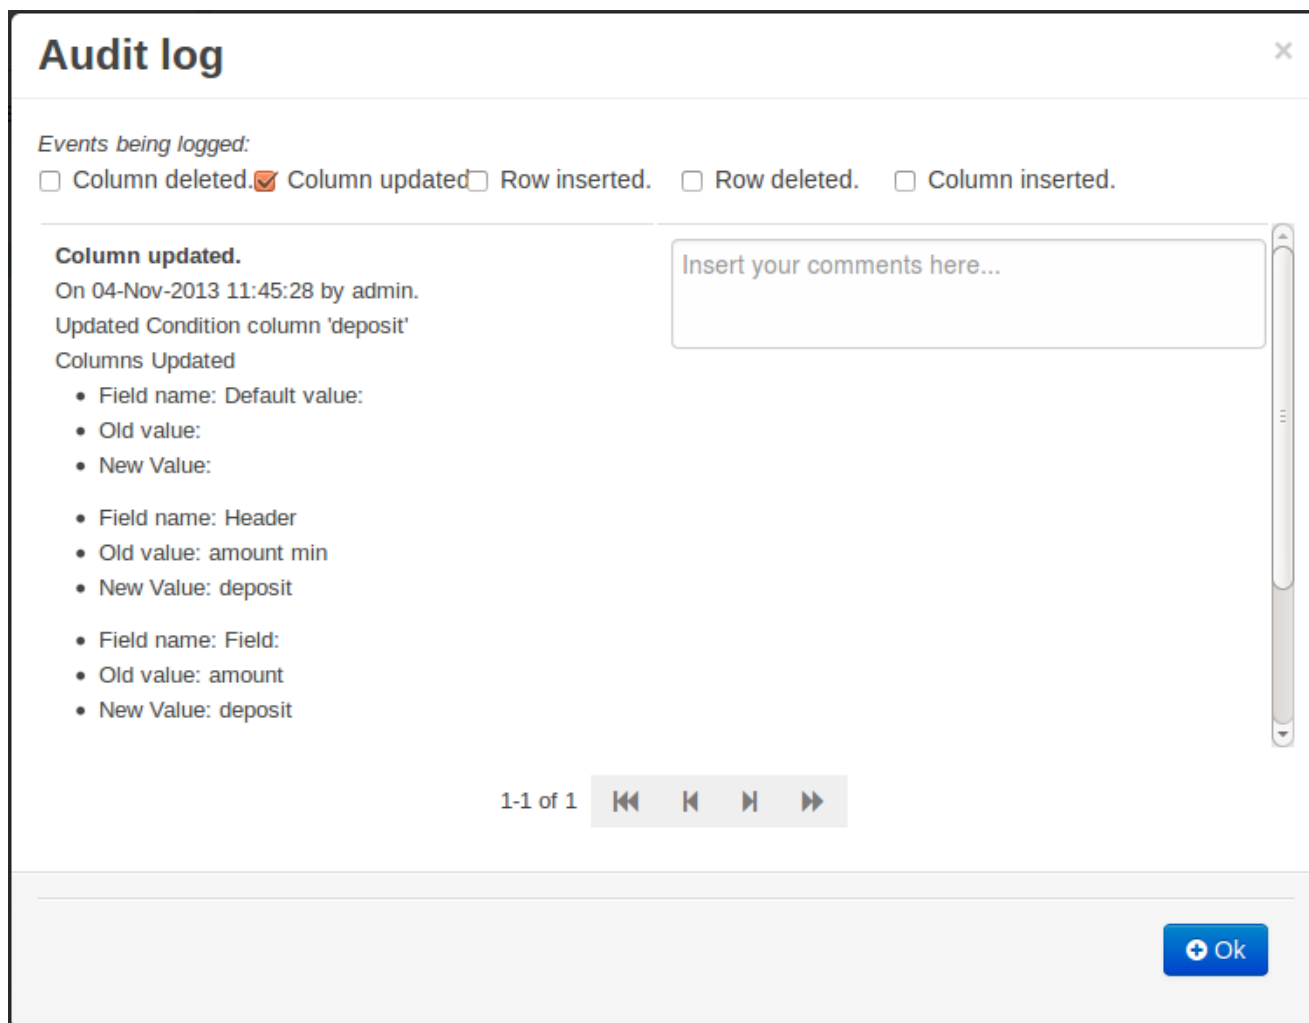 Audit log
×
Events being logged:
Column deleted. Column updated Row inserted. Row deleted. Column inserted.
Column updated.
On 04-Nov-2013 11:45:28 by admin.
Updated Condition column 'deposit'
Columns Updated
• Field name: Default value:
• Old value:
• New Value:
• Field name: Header
• Old value: amount min
• New Value: deposit
• Field name: Field:
• Old value: amount
• New Value: deposit
Insert your comments here...
1-1 of 1
Ok